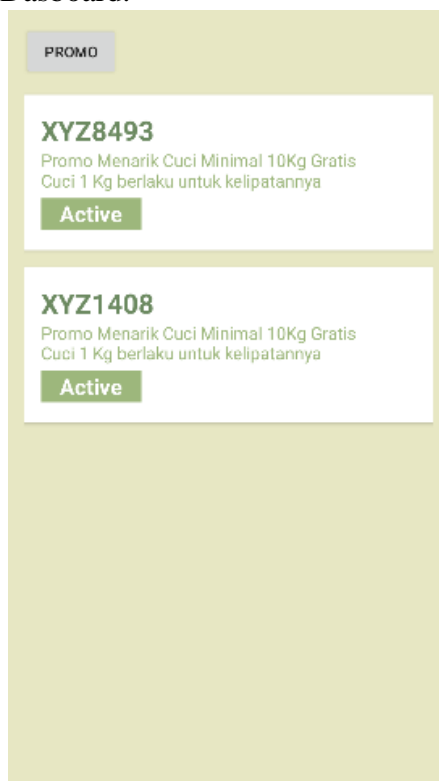 Dasboard.
PROMO
XYZ8493
Promo Menarik Cuci Minimal 10Kg Gratis
Cuci 1 Kg berlaku untuk kelipatannya
Active
XYZ1408
Promo Menarik Cuci Minimal 10Kg Gratis
Cuci 1 Kg berlaku untuk kelipatannya
Active